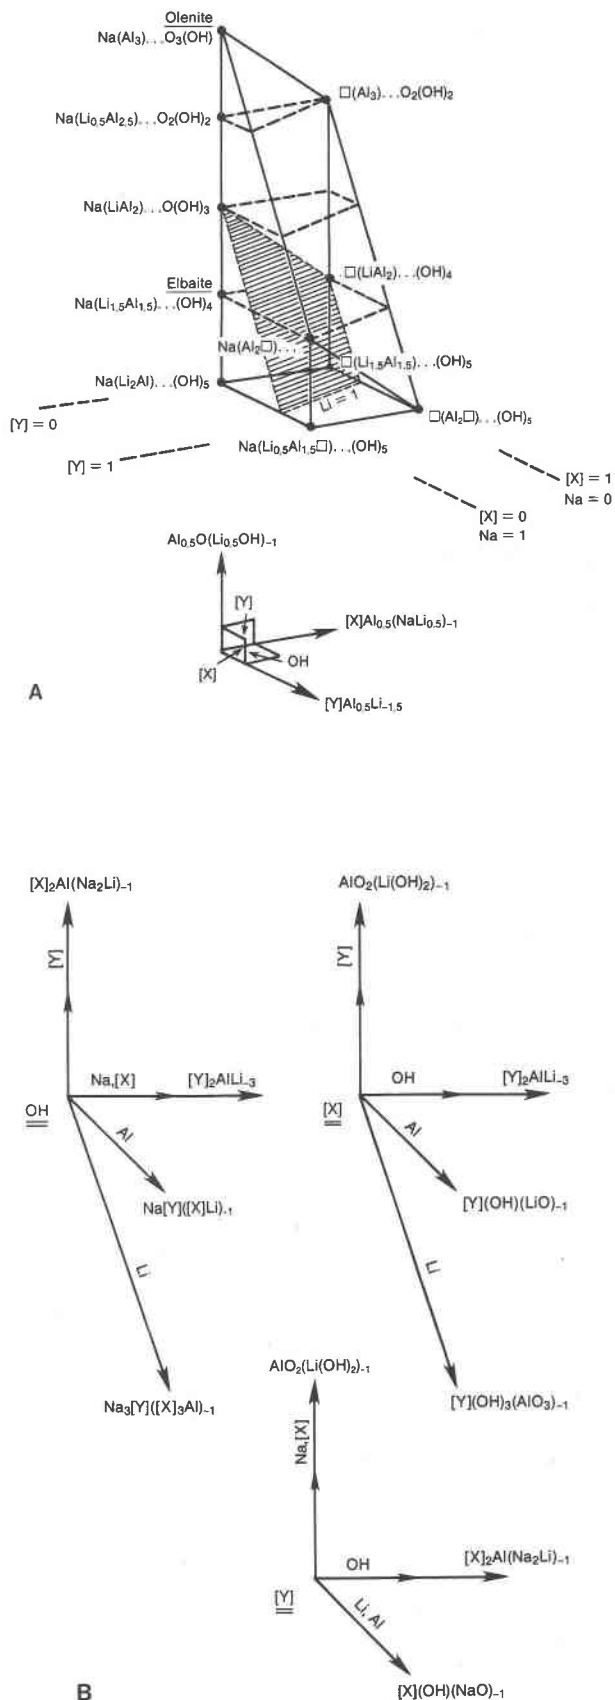 Olenite
Na(Al₃)...O₃(OH)
□(Al₃)...O₂(OH)₂
Na(Li₀.₅Al₂.₅)...O₂(OH)₂
Na(LiAl₂)...O(OH)₃
□(LiAl₂)...(OH)₄
Elbaite
Na(Li₁.₅Al₁.₅)...(OH)₄
Na(Al₂□)...
□(Li₁.₅Al₁.₅)...(OH)₅
Na(Li₂Al)...(OH)₅
Li = 1
□(Al₂□)...(OH)₅
[Y] = 0
Na(Li₀.₅Al₁.₅□)...(OH)₅
[Y] = 1
[X] = 1
Na = 0
[X] = 0
Na = 1
Al₀.₅O(Li₀.₅OH)₋₁
[Y]
[X]Al₀.₅(NaLi₀.₅)₋₁
OH
[X]
[Y]Al₀.₅Li₋₁.₅
A
[X]₂Al(Na₂Li)₋₁
[Y]
Na,[X]
[Y]₂AlLi₋₃
OH
Al
Na[Y]([X]Li)₋₁
Li
Na₃[Y]([X]₃Al)₋₁
AlO₂(Li(OH)₂)₋₁
[Y]
OH
[Y]₂AlLi₋₃
[X]
Al
[Y](OH)(LiO)₋₁
Li
[Y](OH)₃(AlO₃)₋₁
AlO₂(Li(OH)₂)₋₁
Na,[X]
OH
[X]₂Al(Na₂Li)₋₁
[Y]
Li, Al
[X](OH)(NaO)₋₁
B